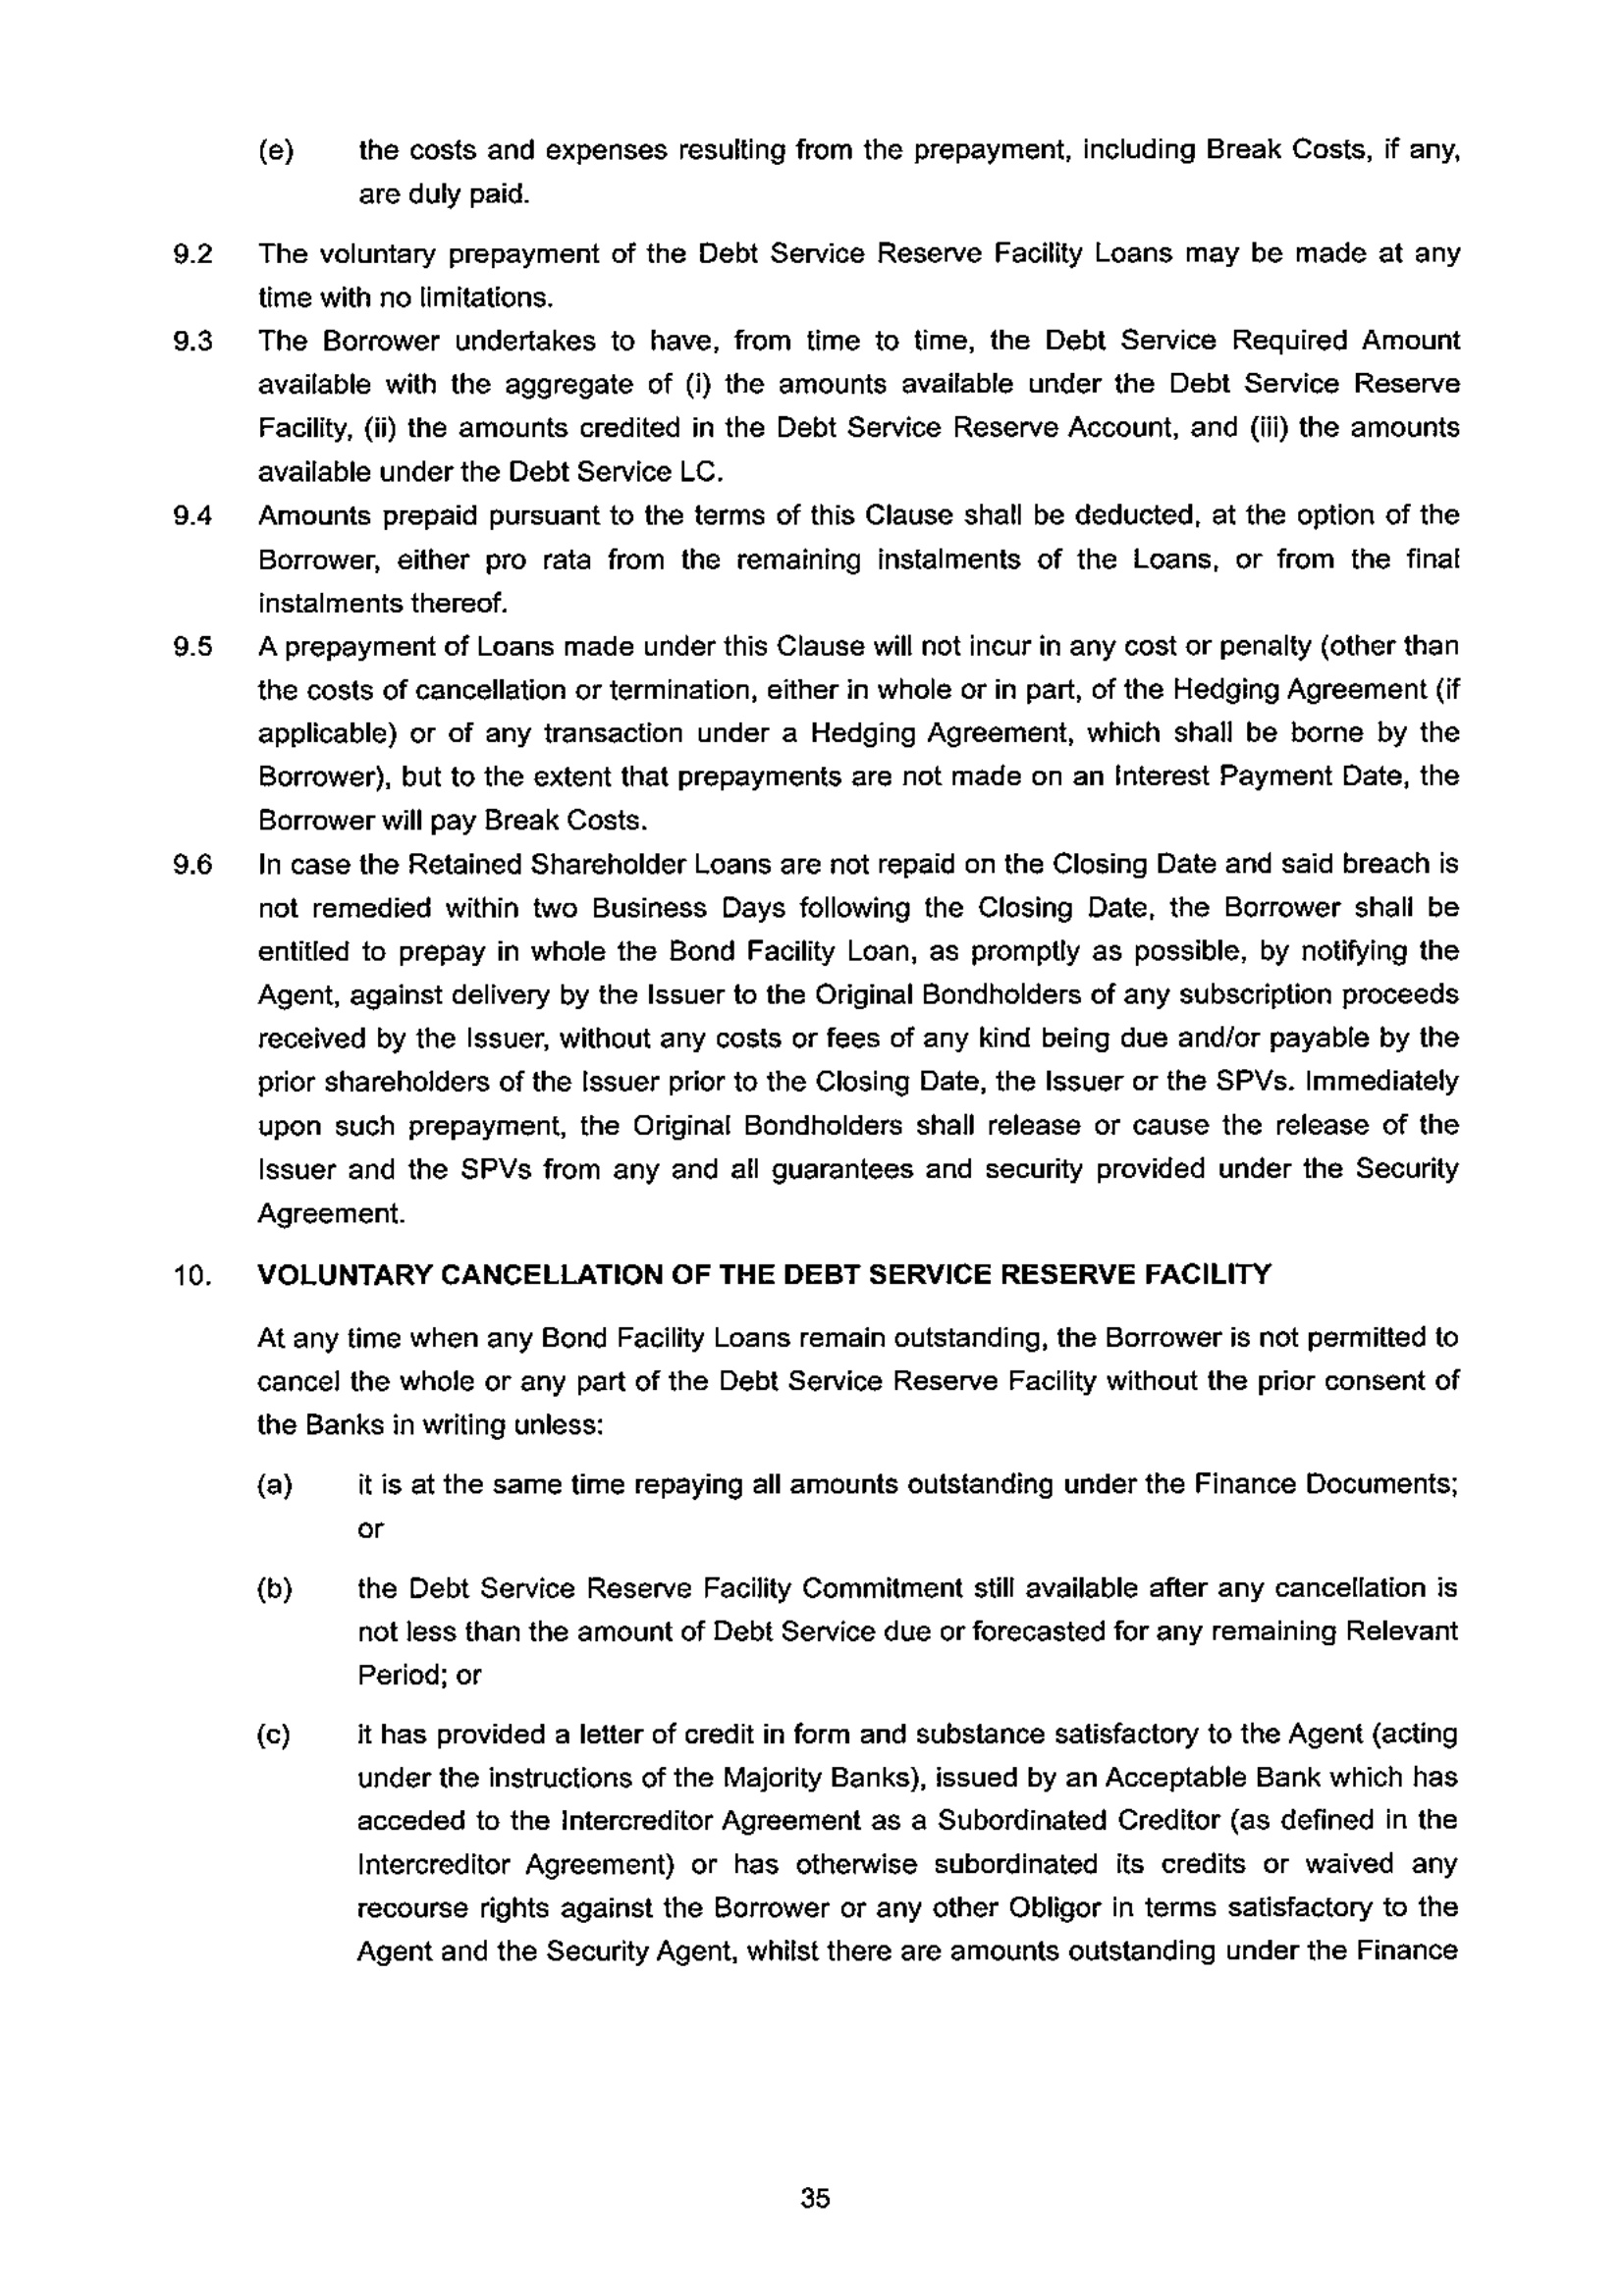 (e) the costs and expenses resulting from the prepayment, including Break Costs, if any,
are duly paid.
9.2 The voluntary prepayment of the Debt Service Reserve Facility Loans may be made at any
time with no limitations.
9.3 The Borrower undertakes to have, from time to time, the Debt Service Required Amount
available with the aggregate of (i) the amounts available under the Debt Service Reserve
Facility, (ii) the amounts credited in the Debt Service Reserve Account, and (iii) the amounts
available under the Debt Service LC.
9.4 Amounts prepaid pursuant to the terms of this Clause shall be deducted, at the option of the
Borrower, either pro rata from the remaining instalments of the Loans, or from the final
instalments thereof.
9.5 A prepayment of Loans made under this Clause will not incur in any cost or penalty (other than
the costs of cancellation or termination, either in whole or in part, of the Hedging Agreement (if
applicable) or of any transaction under a Hedging Agreement, which shall be borne by the
Borrower), but to the extent that prepayments are not made on an Interest Payment Date, the
Borrower will pay Break Costs.
9.6 In case the Retained Shareholder Loans are not repaid on the Closing Date and said breach is
not remedied within two Business Days following the Closing Date, the Borrower shall be
entitled to prepay in whole the Bond Facility Loan, as promptly as possible, by notifying the
Agent, against delivery by the Issuer to the Original Bondholders of any subscription proceeds
received by the Issuer, without any costs or fees of any kind being due and/or payable by the
prior shareholders of the Issuer prior to the Closing Date, the Issuer or the SPVs. Immediately
upon such prepayment, the Original Bondholders shall release or cause the release of the
Issuer and the SPVs from any and all guarantees and security provided under the Security
Agreement.
10. VOLUNTARY CANCELLATION OF THE DEBT SERVICE RESERVE FACILITY
At any time when any Bond Facility Loans remain outstanding, the Borrower is not permitted to
cancel the whole or any part of the Debt Service Reserve Facility without the prior consent of
the Banks in writing unless:
(a) it is at the same time repaying all amounts outstanding under the Finance Documents;
or
(b) the Debt Service Reserve Facility Commitment still available after any cancellation is
not less than the amount of Debt Service due or forecasted for any remaining Relevant
Period; or
(c) it has provided a letter of credit in form and substance satisfactory to the Agent (acting
under the instructions of the Majority Banks), issued by an Acceptable Bank which has
acceded to the Intercreditor Agreement as a Subordinated Creditor (as defined in the
Intercreditor Agreement) or has otherwise subordinated its credits or waived any
recourse rights against the Borrower or any other Obligor in terms satisfactory to the
Agent and the Security Agent, whilst there are amounts outstanding under the Finance
35